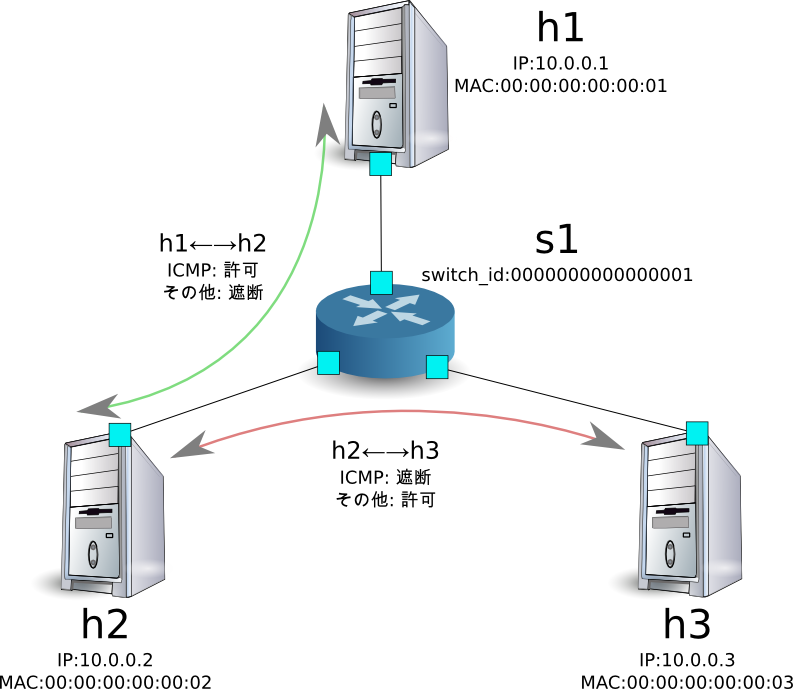 h1
IP:10.0.0.1
MAC:00:00:00:00:00:01
h1←→h2
ICMP: 許可
その他: 遮断
s1
switch_id:0000000000000001
h2←→h3
ICMP: 遮断
その他: 許可
h2
IP:10.0.0.2
MAC:00:00:00:00:00:02
h3
IP:10.0.0.3
MAC:00:00:00:00:00:03